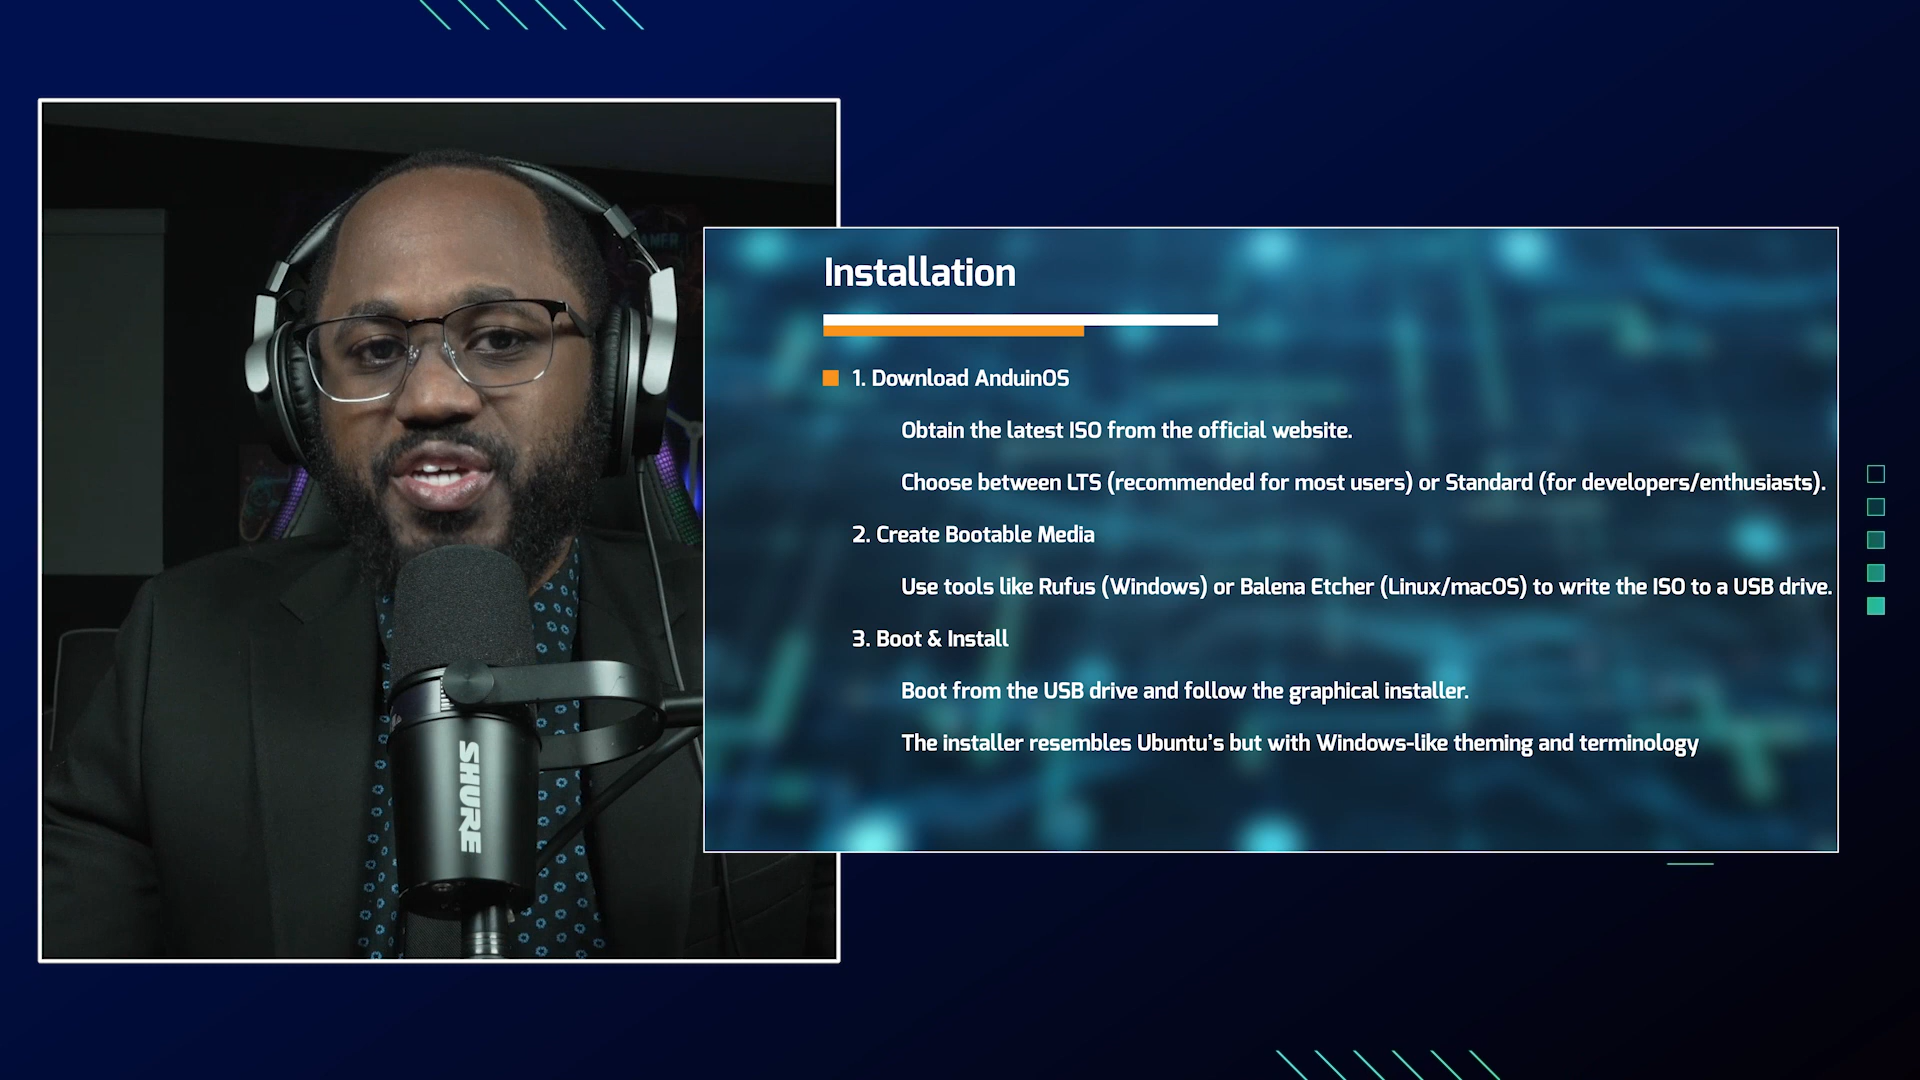 GAMER
SHURE
Installation
1. Download AnduinOS
Obtain the latest ISO from the official website.
Choose between LTS (recommended for most users) or Standard (for developers/enthusiasts).
2. Create Bootable Media
Use tools like Rufus (Windows) or Balena Etcher (Linux/macOS) to write the ISO to a USB drive.
3. Boot & Install
Boot from the USB drive and follow the graphical installer.
The installer resembles Ubuntu’s but with Windows-like theming and terminology